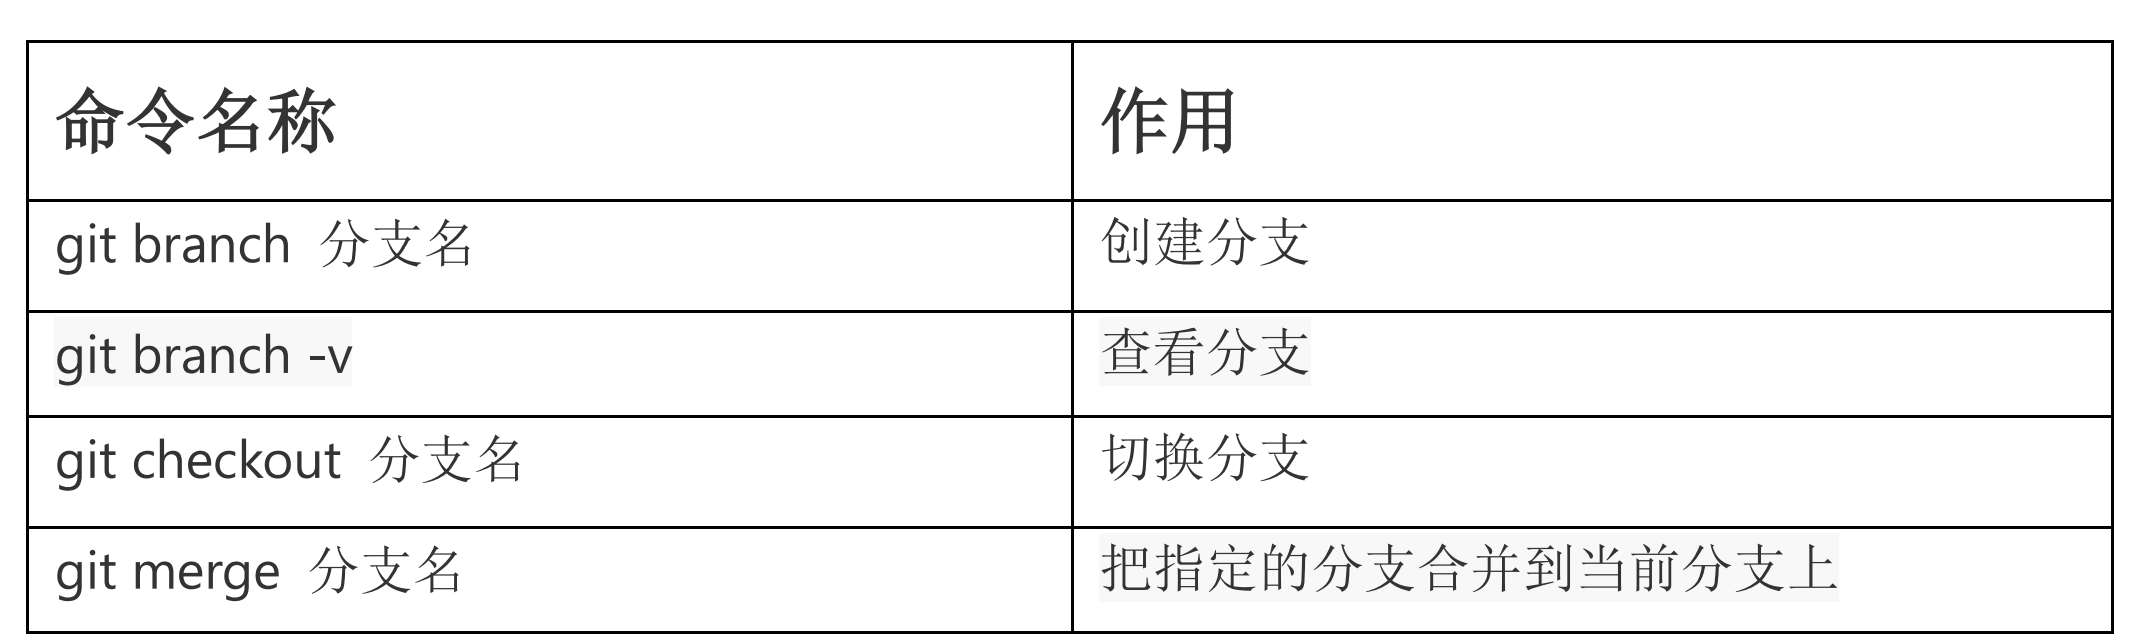 命令名称 作用
git branch 分支名 创建分支
git branch -v 查看分支
git checkout 分支名 切换分支
git merge 分支名 把指定的分支合并到当前分支上